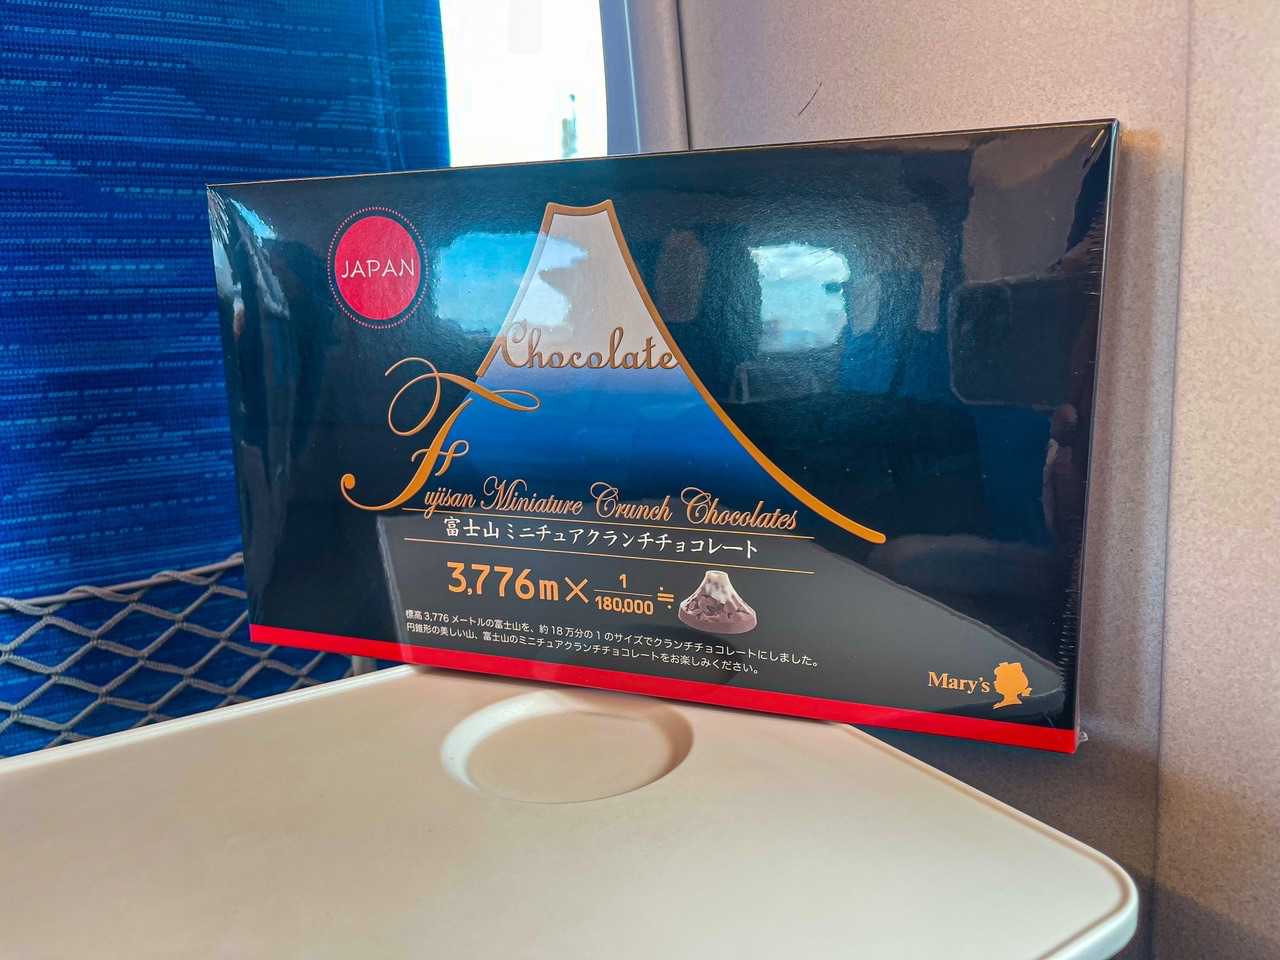 JAPAN
Chocolate
Fujisan Miniature Crunch Chocolates
富士山ミニチュアクランチチョコレート
3,776m×1/180,000≒
標高3,776メートルの富士山を、約18万分の1のサイズでクランチチョコレートにしました。
円錐形の美しい山、富士山のミニチュアクランチチョコレートをお楽しみください。
Mary's